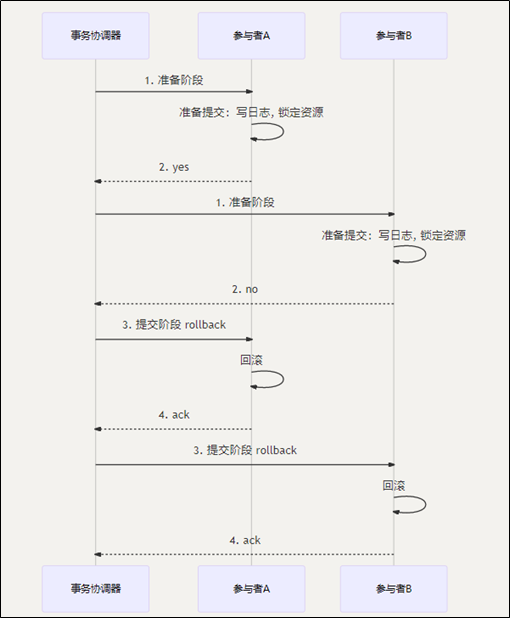 事务协调器
参与者A
参与者B
1. 准备阶段
准备提交：写日志, 锁定资源
2. yes
1. 准备阶段
准备提交：写日志, 锁定资源
2. no
3. 提交阶段 rollback
回滚
4. ack
3. 提交阶段 rollback
回滚
4. ack
事务协调器
参与者A
参与者B